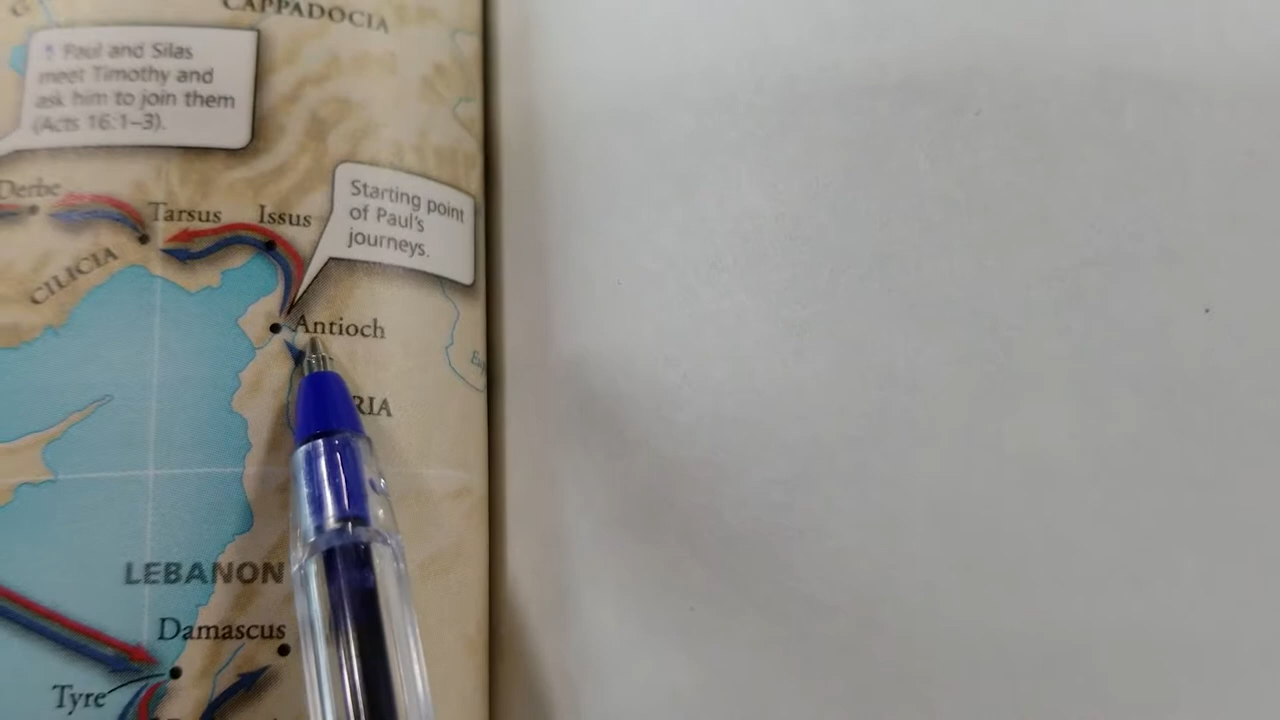 CAPPADOCIA
1 Paul and Silas
meet Timothy and
ask him to join them
(Acts 16:1–3).
Starting point
of Paul's
journeys.
Derbe
Tarsus
Issus
CILICIA
Antioch
LEBANON
Damascus
Tyre